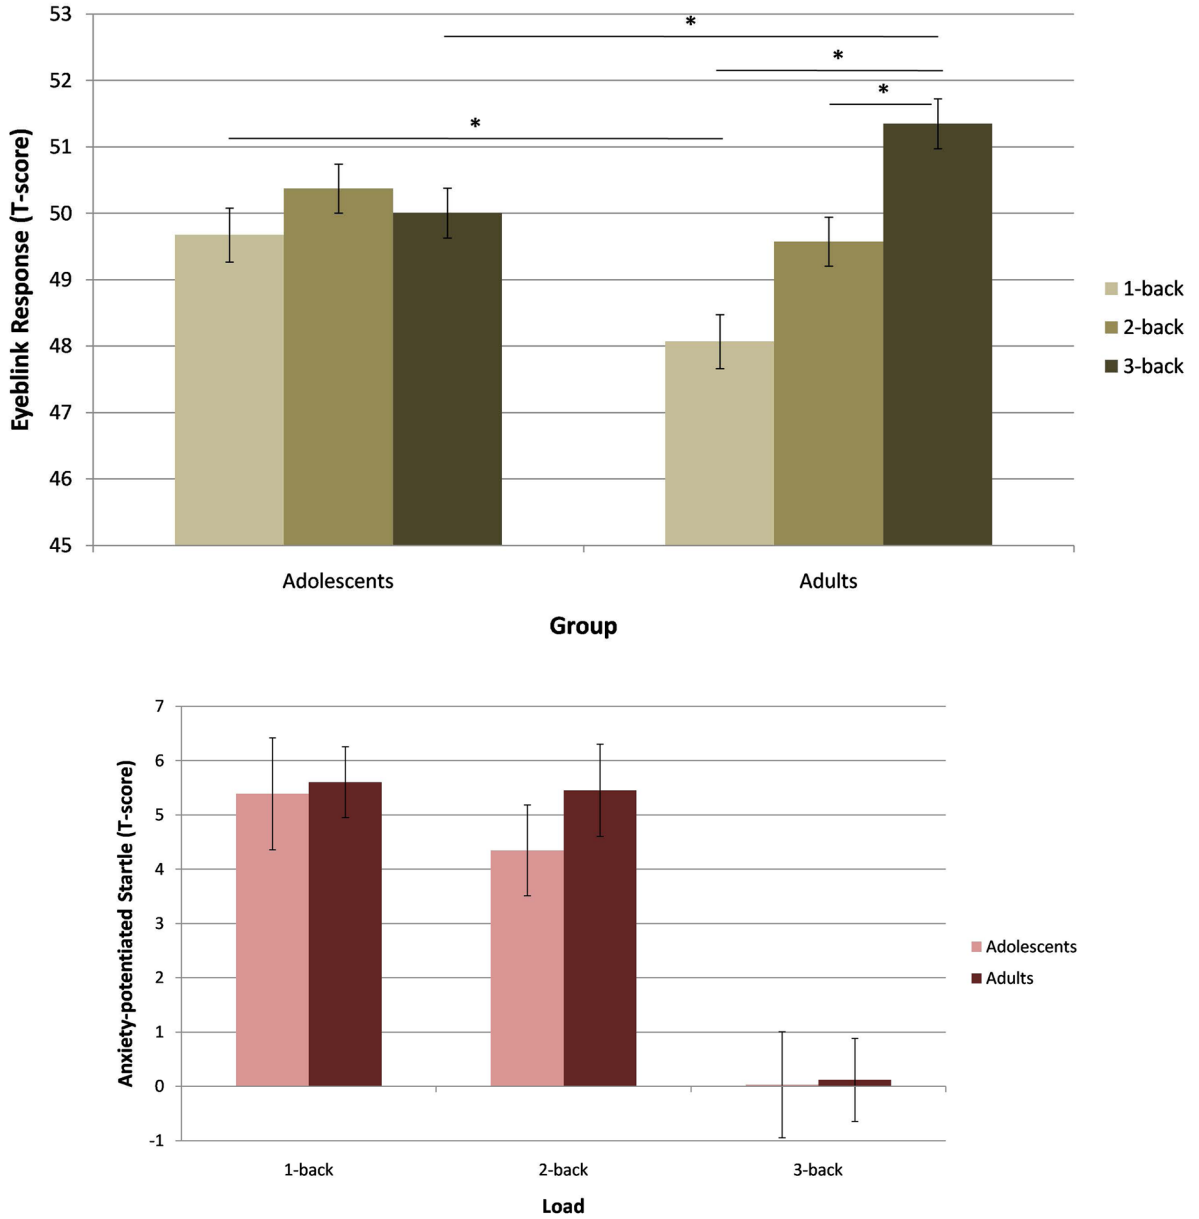 53
52
51
50
49
48
47
46
45
Eyeblink Response (T-score)
*
*
*
*
Adolescents
Adults
Group
1-back
2-back
3-back
7
6
5
4
3
2
1
0
-1
Anxiety-potentiated Startle (T-score)
1-back
2-back
3-back
Load
Adolescents
Adults